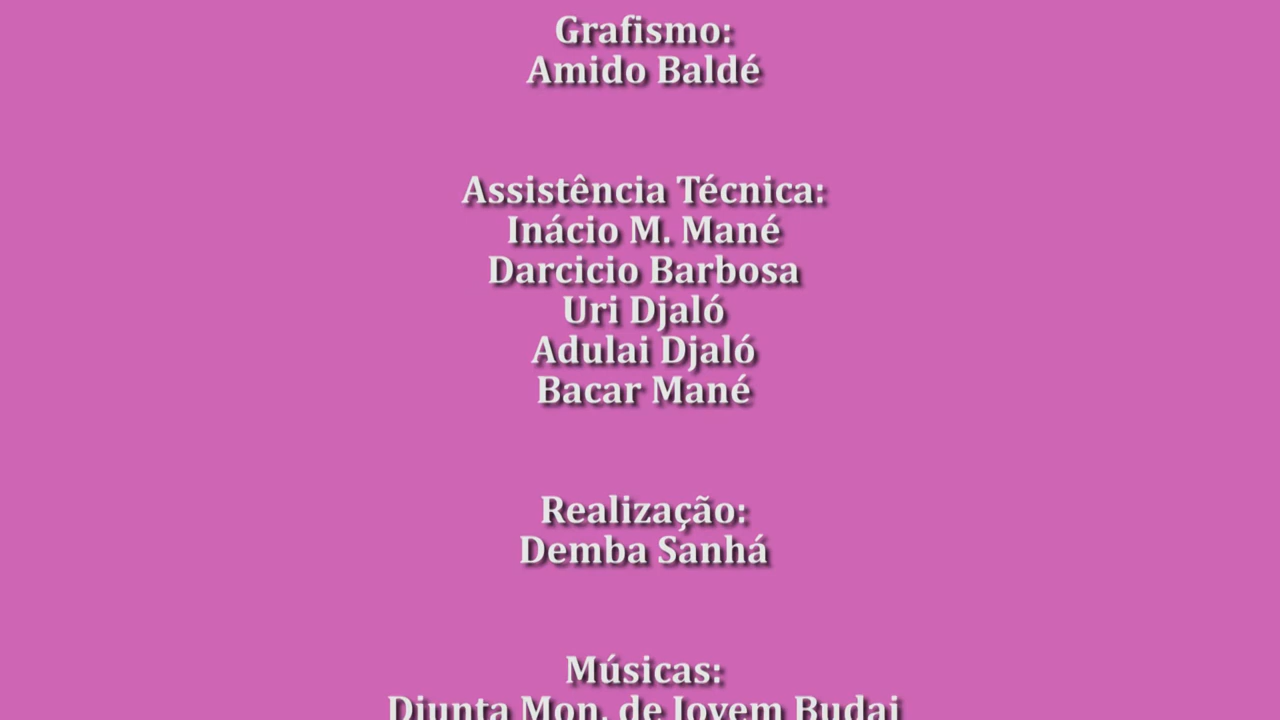 Grafismo:
Amido Baldé
Assistência Técnica:
Inácio M. Mané
Darcicio Barbosa
Uri Djaló
Adulai Djaló
Bacar Mané
Realização:
Demba Sanhá
Músicas:
Djunta Mon. de Jovem Budai